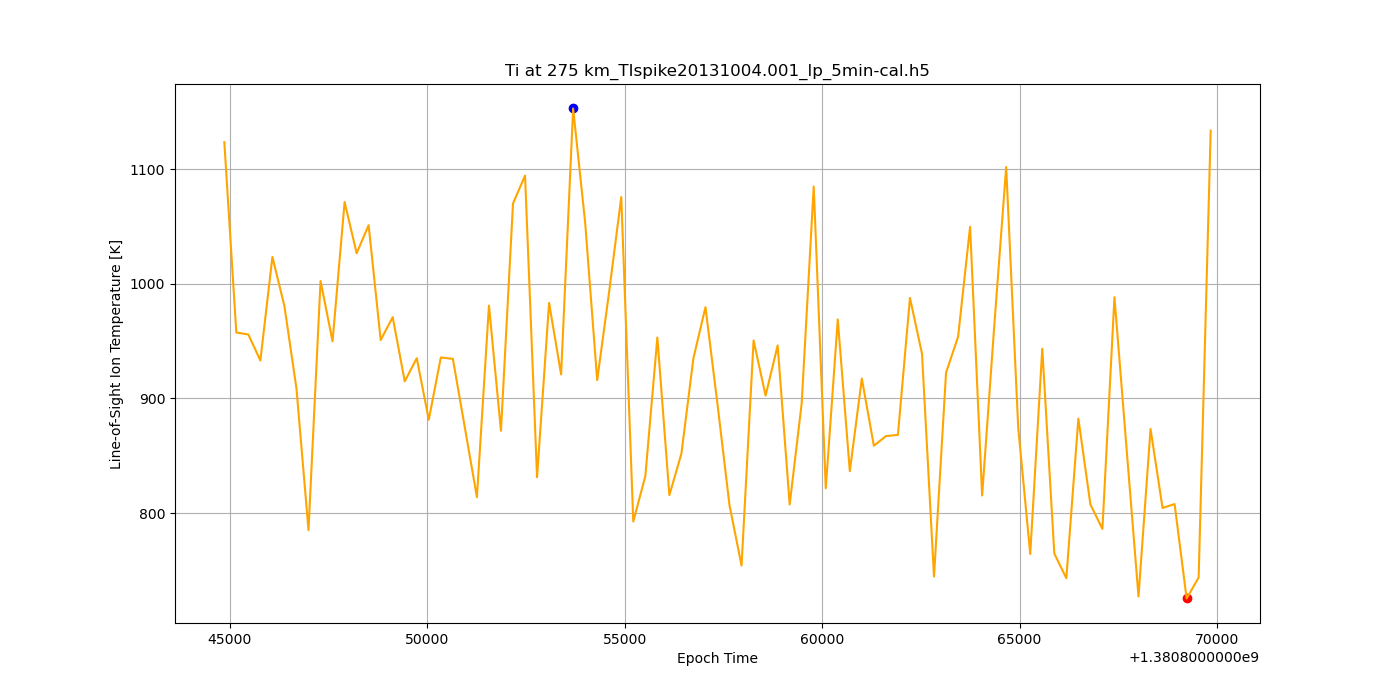 Ti at 275 km_TIspike20131004.001_lp_5min-cal.h5
Line-of-Sight Ion Temperature [K]
1100
1000
900
800
45000 50000 55000 60000 65000 70000
Epoch Time
+1.3808000000e9